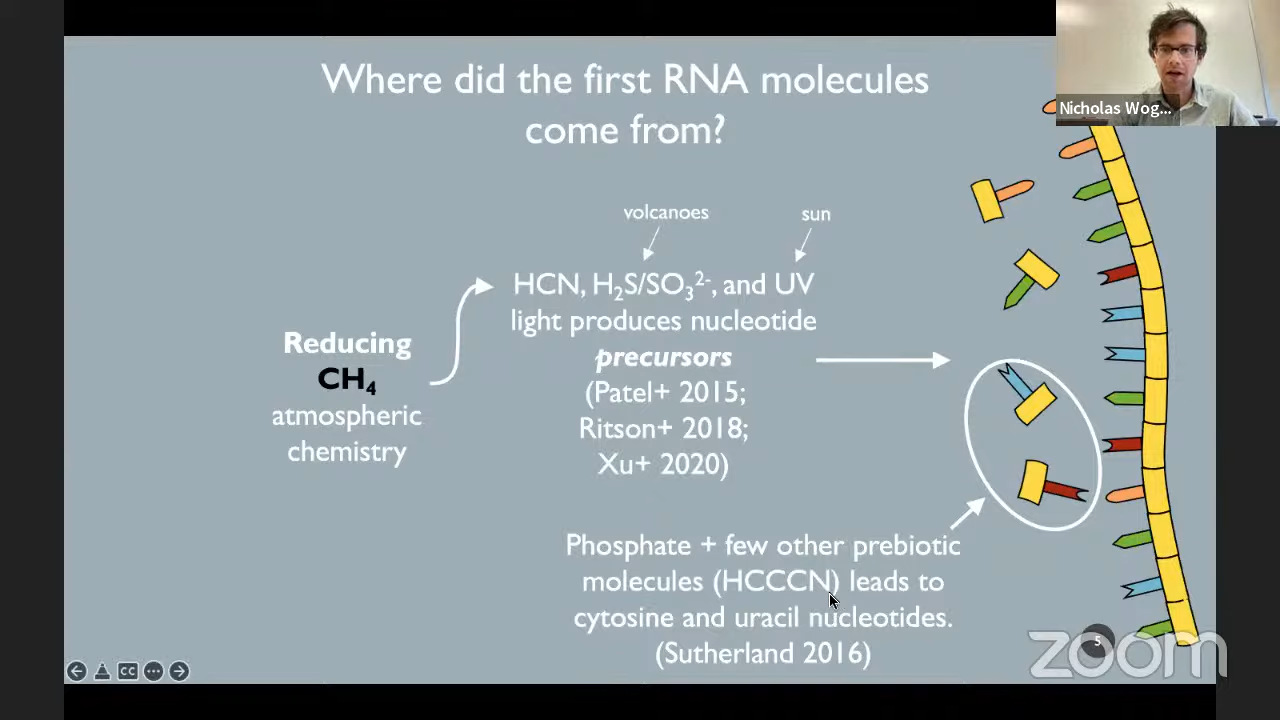 Where did the first RNA molecules
come from?
Nicholas Wog...
volcanoes
sun
HCN, H₂S/SO₃²⁻, and UV
light produces nucleotide
precursors
(Patel+ 2015;
Ritson+ 2018;
Xu+ 2020)
Reducing
CH₄
atmospheric
chemistry
Phosphate + few other prebiotic
molecules (HCCCN) leads to
cytosine and uracil nucleotides.
(Sutherland 2016)
5
zoom
CC